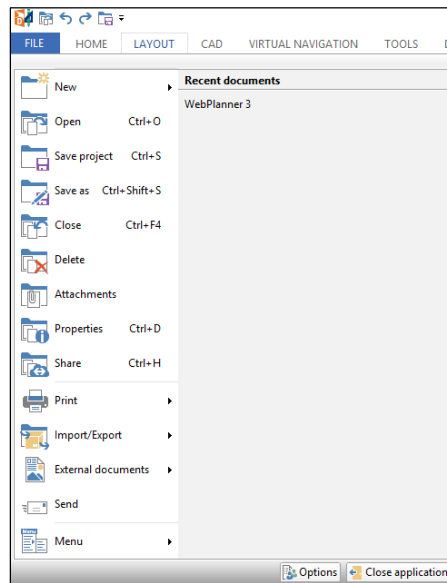 FILE HOME LAYOUT CAD VIRTUAL NAVIGATION TOOLS
Recent documents
WebPlanner 3
New
Open Ctrl+O
Save project Ctrl+S
Save as Ctrl+Shift+S
Close Ctrl+F4
Delete
Attachments
Properties Ctrl+D
Share Ctrl+H
Print
Import/Export
External documents
Send
Menu
Options Close application